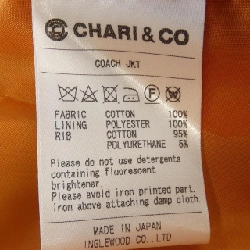 CHARI & CO
COACH JKT
FABRIC COTTON 100%
LINING POLYESTER 100%
RIB COTTON 95%
POLYURETHANE 5%
Please do not use detergents
containing fluorescent
brightener.
Please avoid iron printed part.
Iron from above attaching damp cloth.
MADE IN JAPAN
INGLEWOOD CO.,LTD